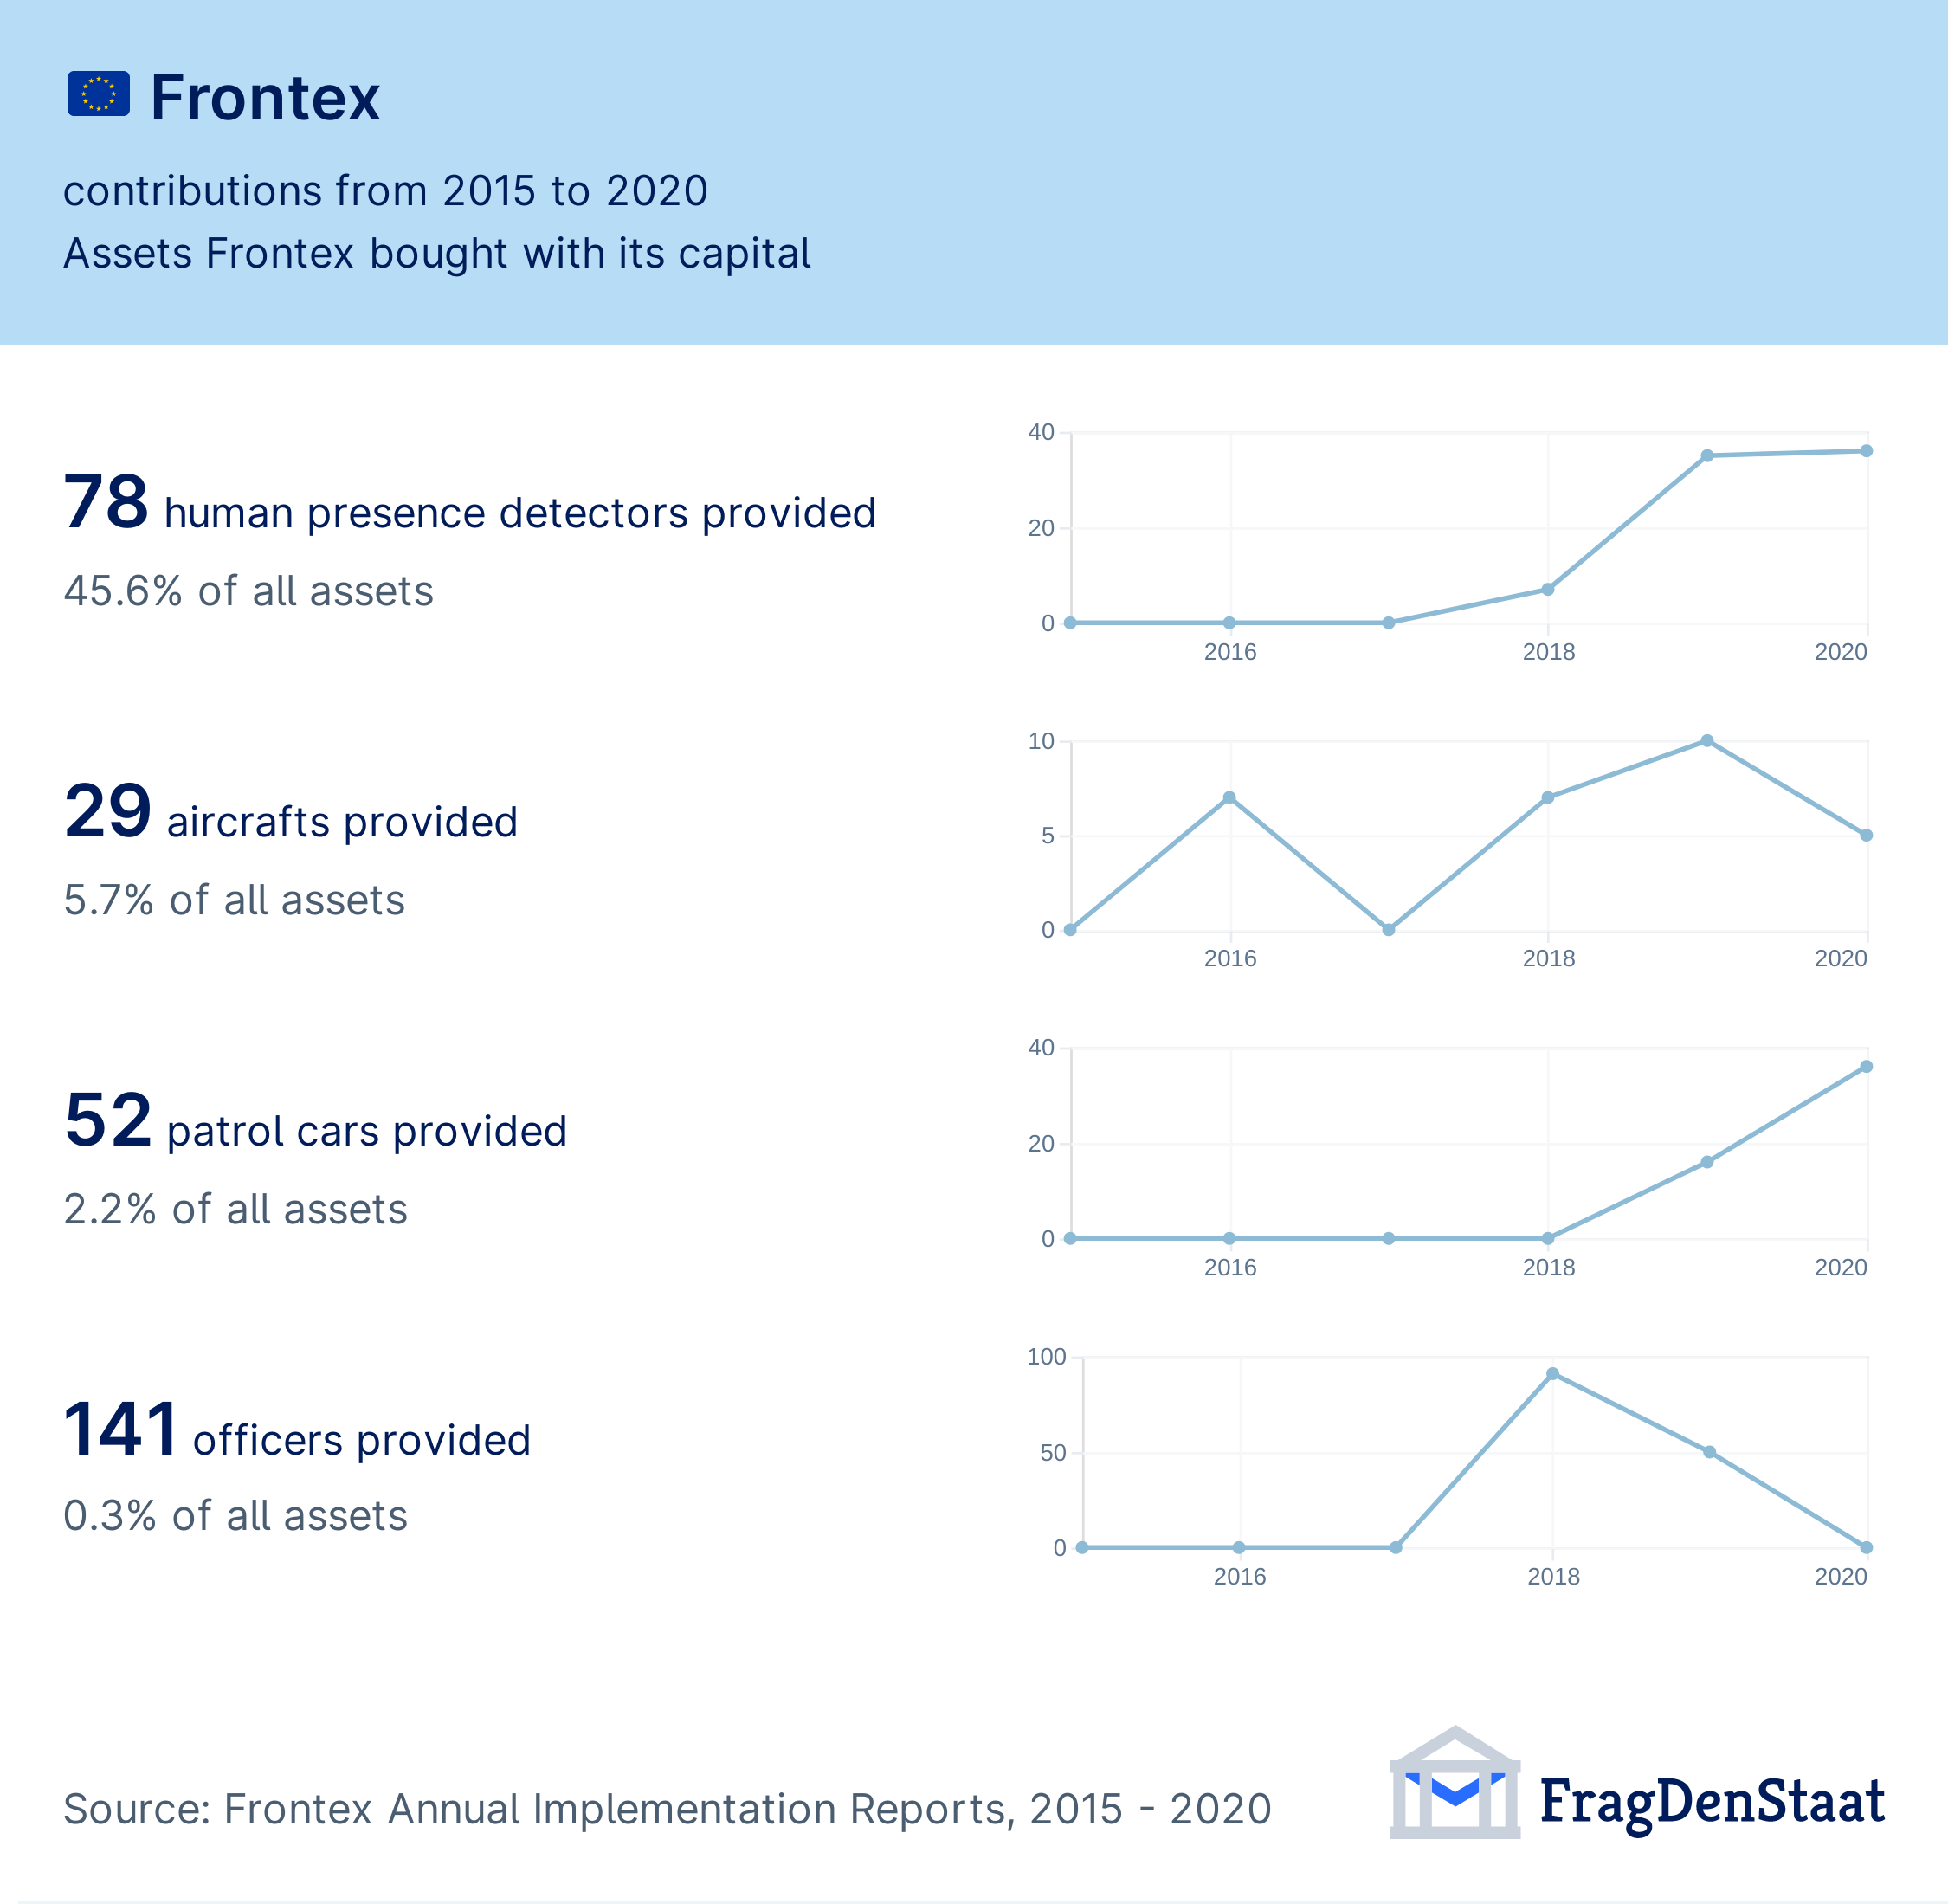 Frontex
contributions from 2015 to 2020
Assets Frontex bought with its capital
78 human presence detectors provided
45.6% of all assets
40
20
0
2016 2018 2020
29 aircrafts provided
5.7% of all assets
10
5
0
2016 2018 2020
52 patrol cars provided
2.2% of all assets
40
20
0
2016 2018 2020
141 officers provided
0.3% of all assets
100
50
0
2016 2018 2020
Source: Frontex Annual Implementation Reports, 2015 - 2020
FragDenStaat